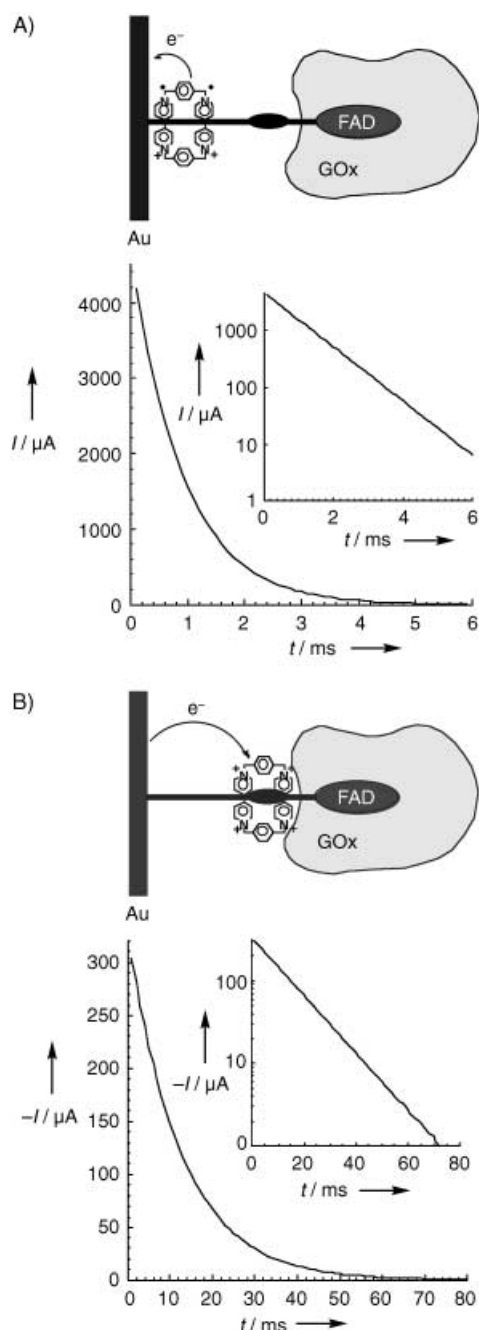 A)
e⁻
N N
N N
+ +
FAD
GOx
Au
4000
3000
2000
1000
0
I / µA
0 1 2 3 4 5 6
t / ms
1000
100
10
1
I / µA
0 2 4 6
t / ms
B)
e⁻
+ +
N N
N N
+ +
FAD
GOx
Au
300
250
200
150
100
50
0
–I / µA
0 10 20 30 40 50 60 70 80
t / ms
100
10
0
–I / µA
0 20 40 60 80
t / ms